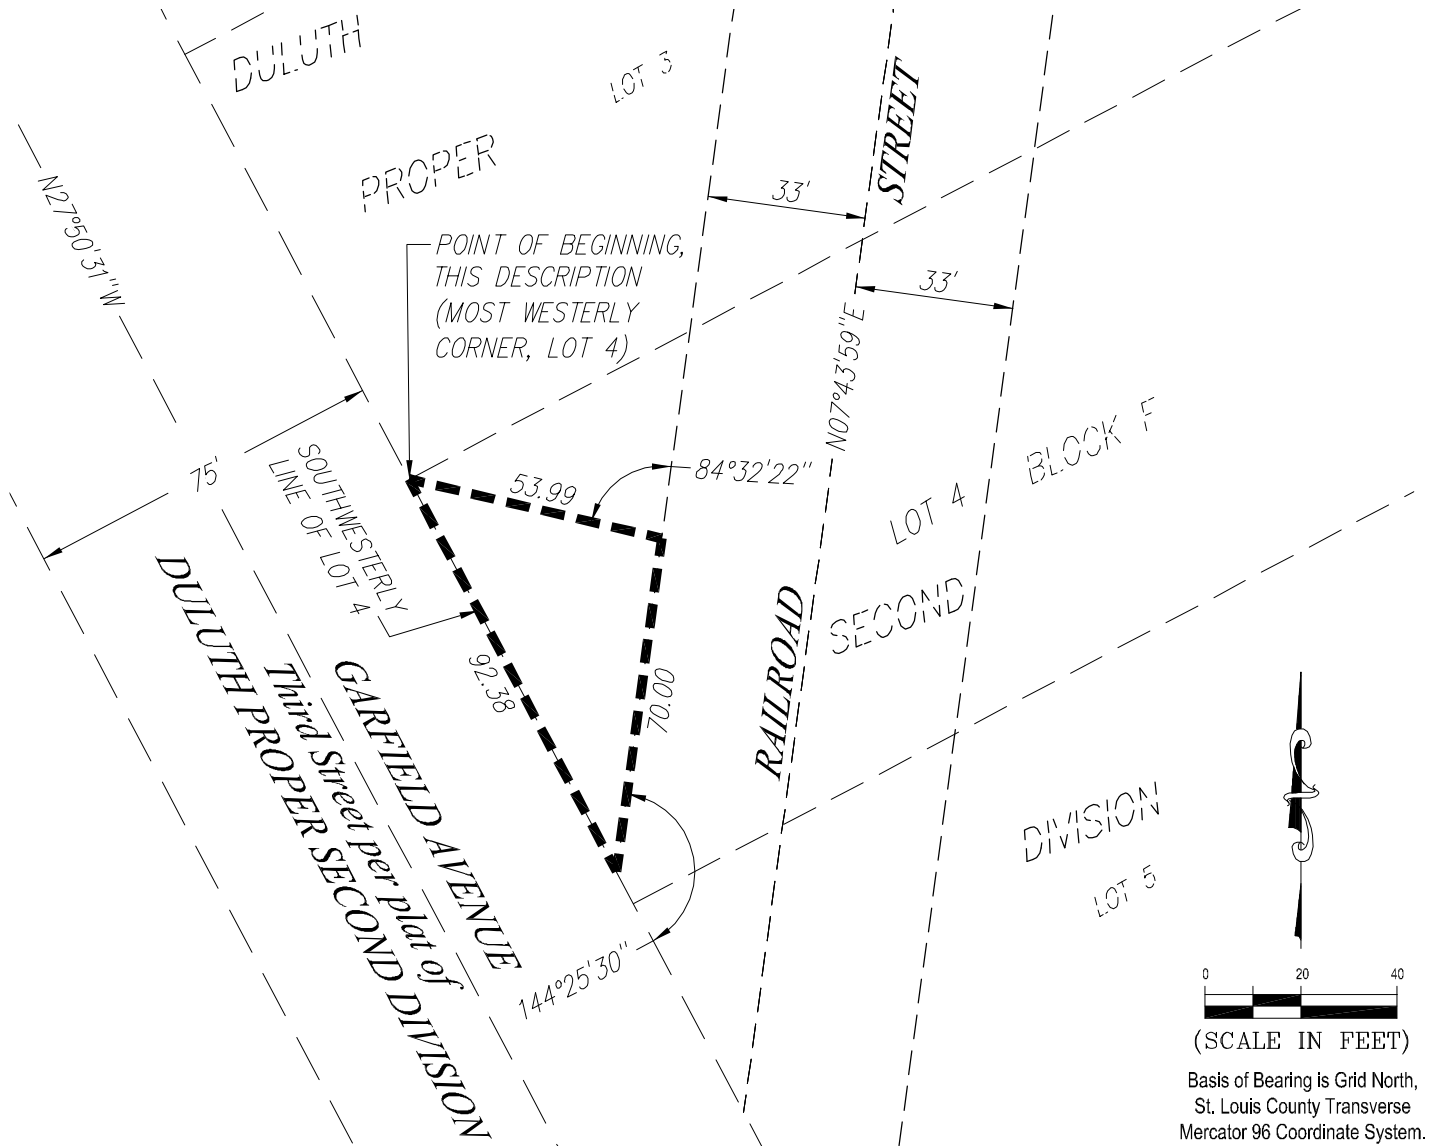 DULUTH
LOT 3
STREET
PROPER
N27°50'31"W
33'
POINT OF BEGINNING,
THIS DESCRIPTION
(MOST WESTERLY
CORNER, LOT 4)
33'
N07°43'59"E
75'
SOUTHWESTERLY
LINE OF LOT 4
53.99
84°32'22"
BLOCK F
LOT 4
SECOND
RAILROAD
92.38
70.00
GARFIELD AVENUE
Third Street per plat of
DULUTH PROPER SECOND DIVISION
DIVISION
LOT 5
144°25'30"
0 20 40
(SCALE IN FEET)
Basis of Bearing is Grid North,
St. Louis County Transverse
Mercator 96 Coordinate System.